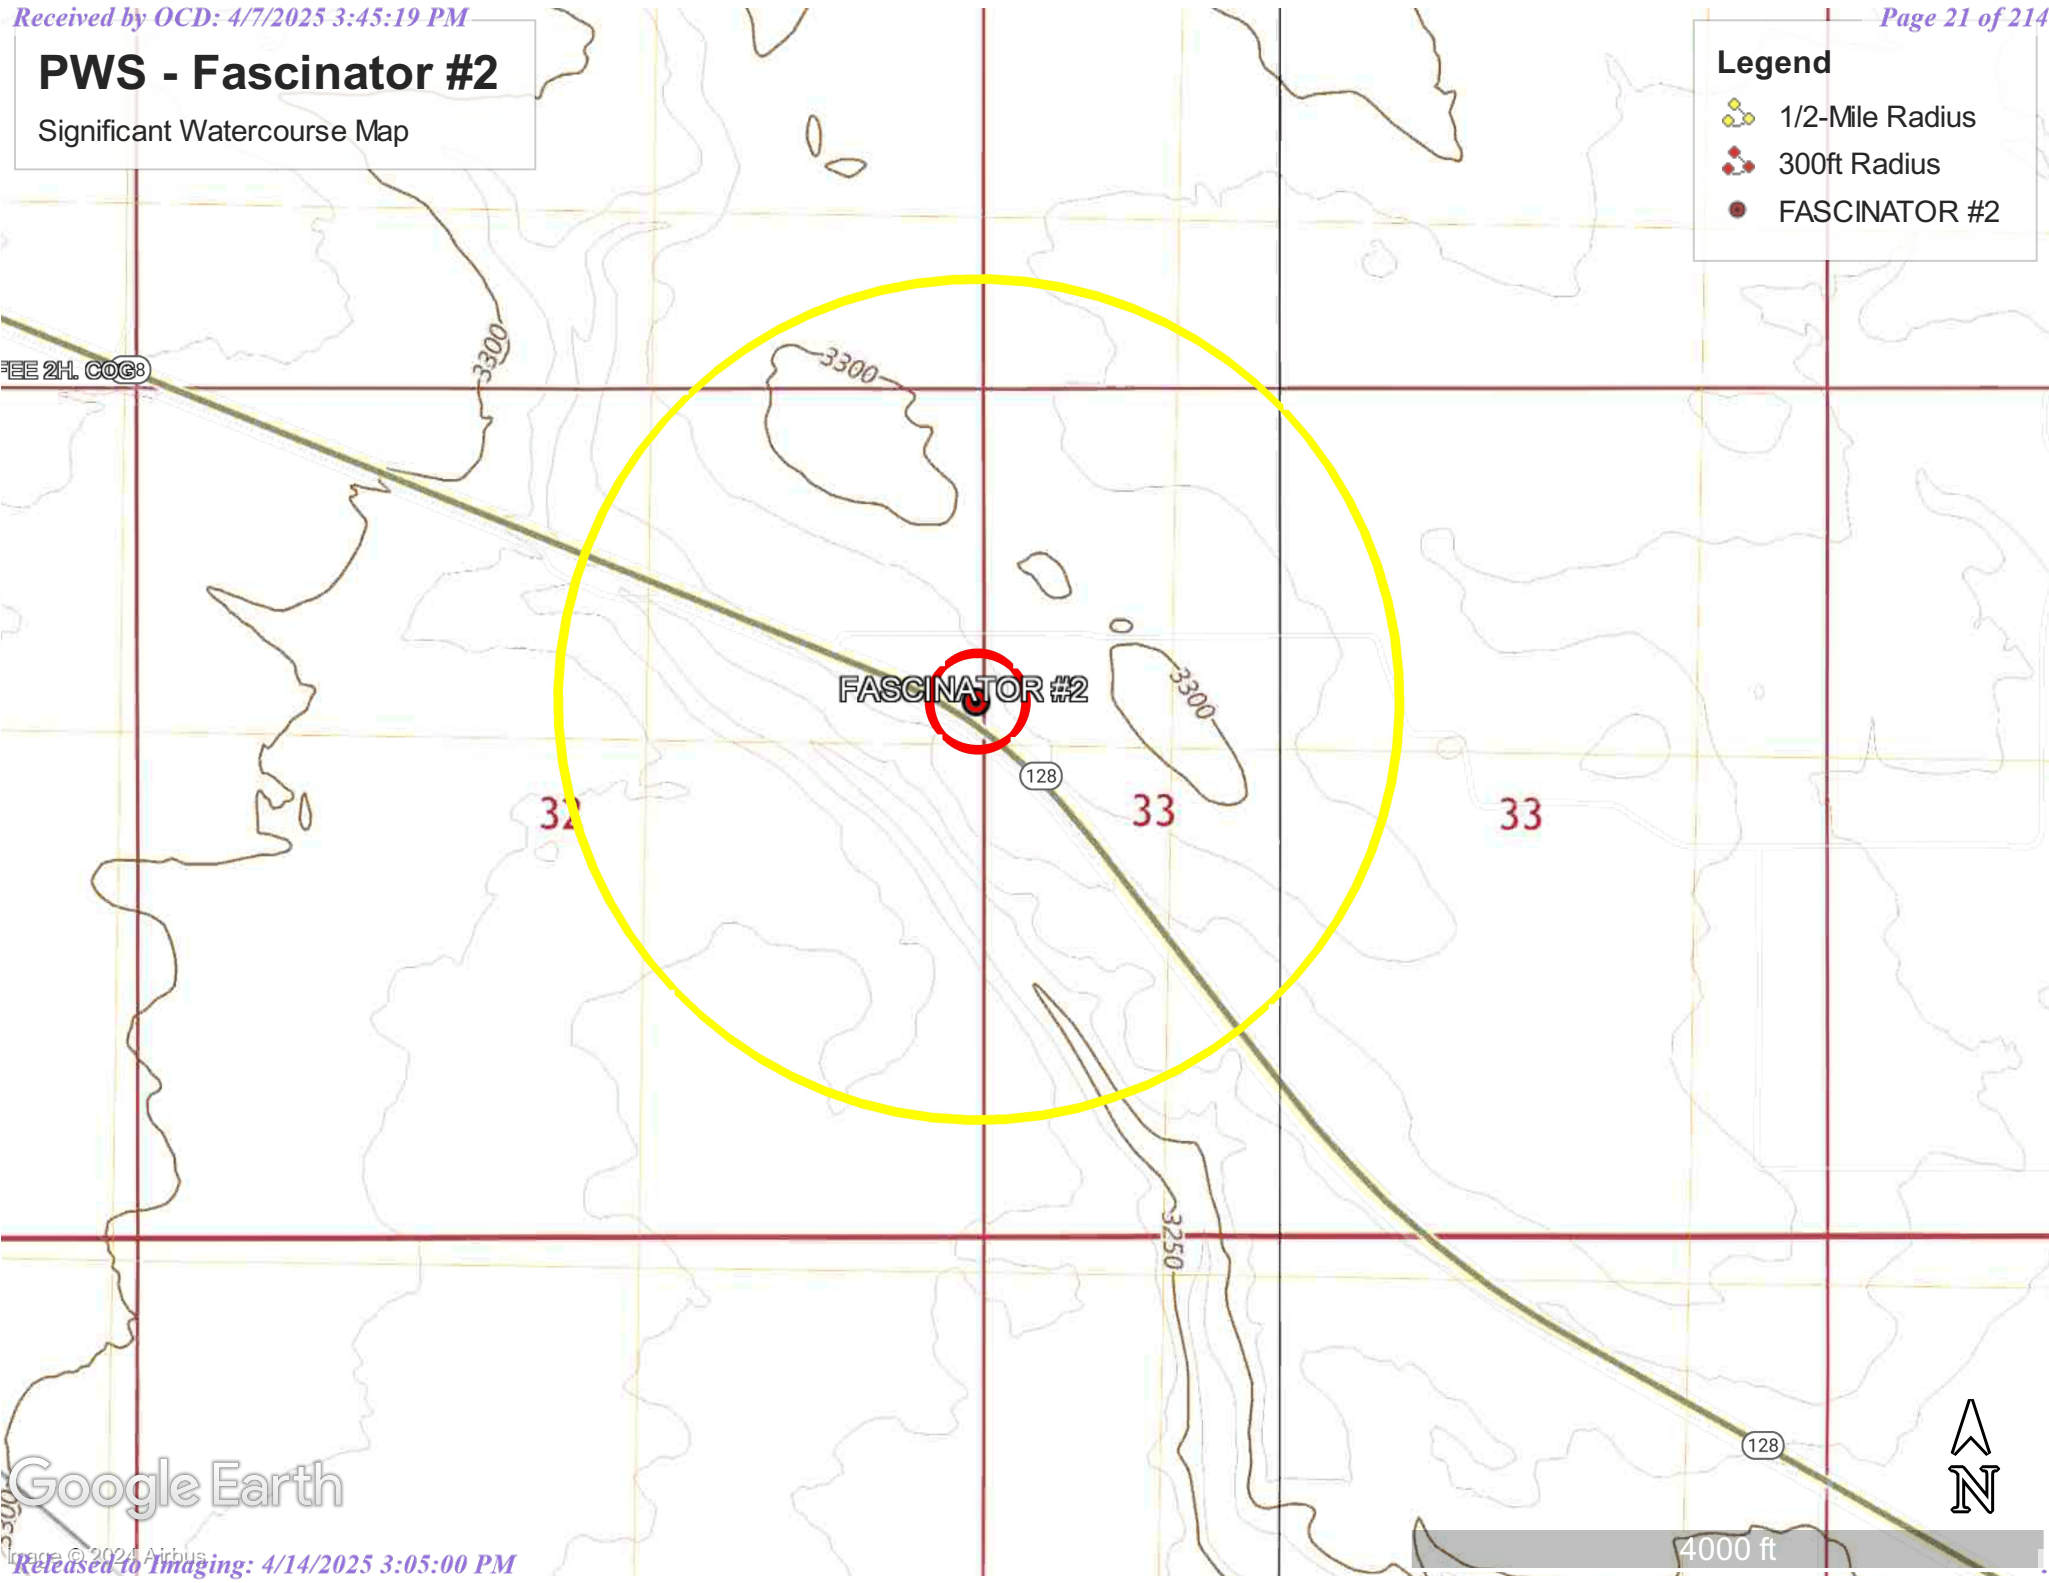 Received by OCD: 4/7/2025 3:45:19 PM
Page 21 of 214
PWS - Fascinator #2
Significant Watercourse Map
Legend
1/2-Mile Radius
300ft Radius
FASCINATOR #2
3300
3300
FEE 2H. COG
8
FASCINATOR #2
3300
128
32
33
33
3250
128
N
Google Earth
3300
4000 ft
Image © 2024 Airbus
Released to Imaging: 4/14/2025 3:05:00 PM